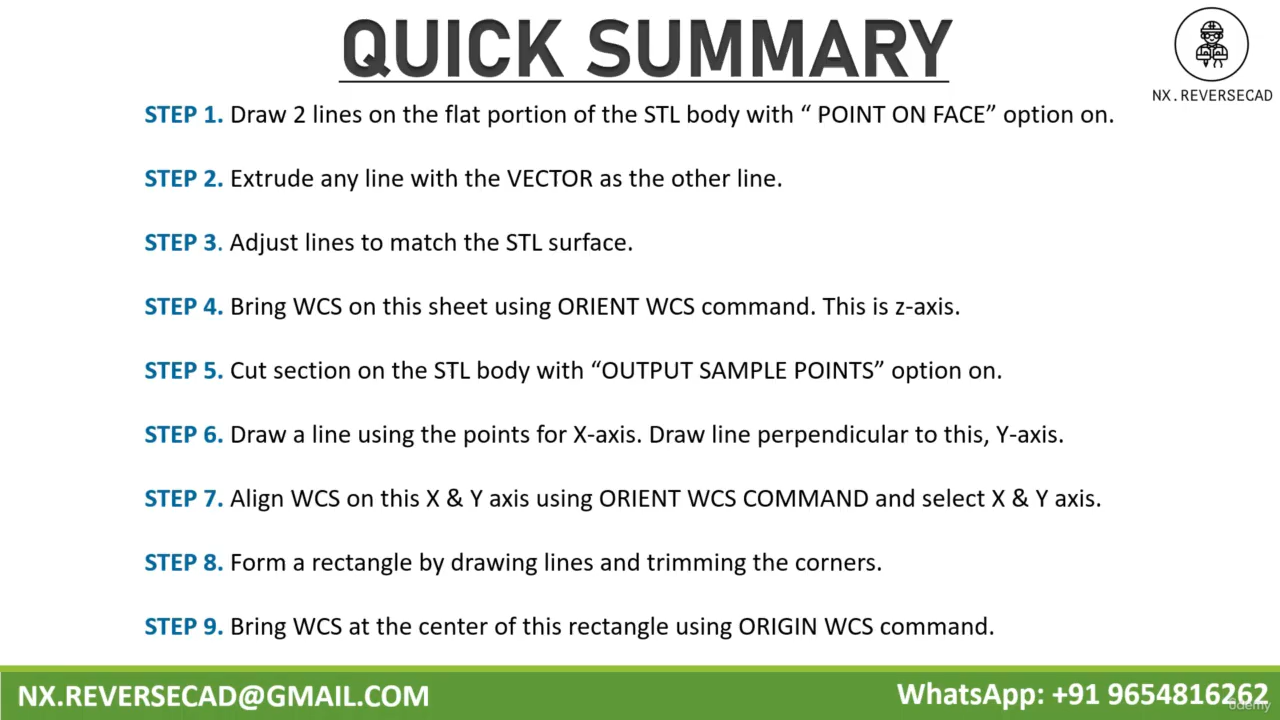 QUICK SUMMARY
NX.REVERSECAD
STEP 1. Draw 2 lines on the flat portion of the STL body with “ POINT ON FACE” option on.
STEP 2. Extrude any line with the VECTOR as the other line.
STEP 3. Adjust lines to match the STL surface.
STEP 4. Bring WCS on this sheet using ORIENT WCS command. This is z-axis.
STEP 5. Cut section on the STL body with “OUTPUT SAMPLE POINTS” option on.
STEP 6. Draw a line using the points for X-axis. Draw line perpendicular to this, Y-axis.
STEP 7. Align WCS on this X & Y axis using ORIENT WCS COMMAND and select X & Y axis.
STEP 8. Form a rectangle by drawing lines and trimming the corners.
STEP 9. Bring WCS at the center of this rectangle using ORIGIN WCS command.
NX.REVERSECAD@GMAIL.COM
WhatsApp: +91 9654816262
udemy